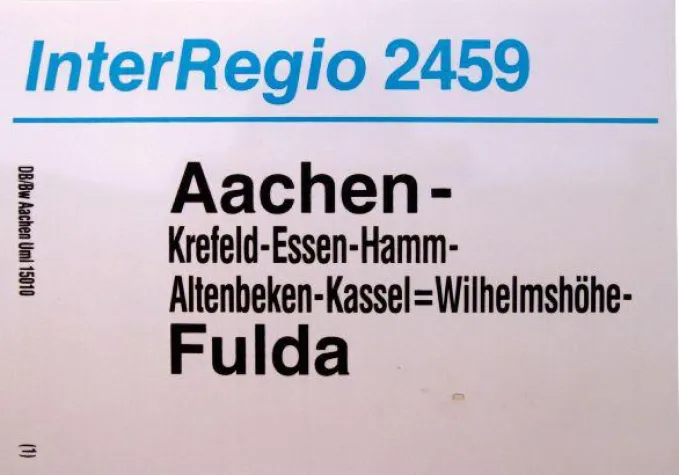 InterRegio 2459
Aachen-
Krefeld-Essen-Hamm-
Altenbeken-Kassel=Wilhelmshöhe-
Fulda
DB/Bw Aachen Uml 15010
(1)